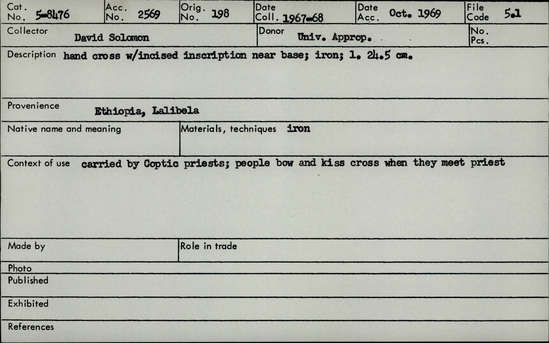 Cat. No. 5-8476 Acc. No. 2569 Orig. No. 198 Date Coll. 1967-68 Date Acc. Oct. 1969 File Code 5.1
Collector David Solomon Donor Univ. Approp. No. Pcs.
Description hand cross w/incised inscription near base; iron; l. 24.5 cm.
Provenience Ethiopia, Lalibela
Native name and meaning Materials, techniques iron
Context of use carried by Coptic priests; people bow and kiss cross when they meet priest
Made by Role in trade
Photo
Published
Exhibited
References